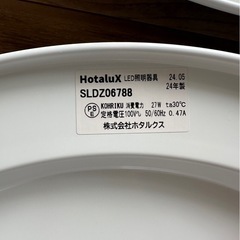 HotaluX LED照明器具 24.05
SLDZ06788 24年製
PS E KOHRIKU 消費電力 27W ta30℃
定格電圧100V 50/60Hz 0.47A
株式会社ホタルクス